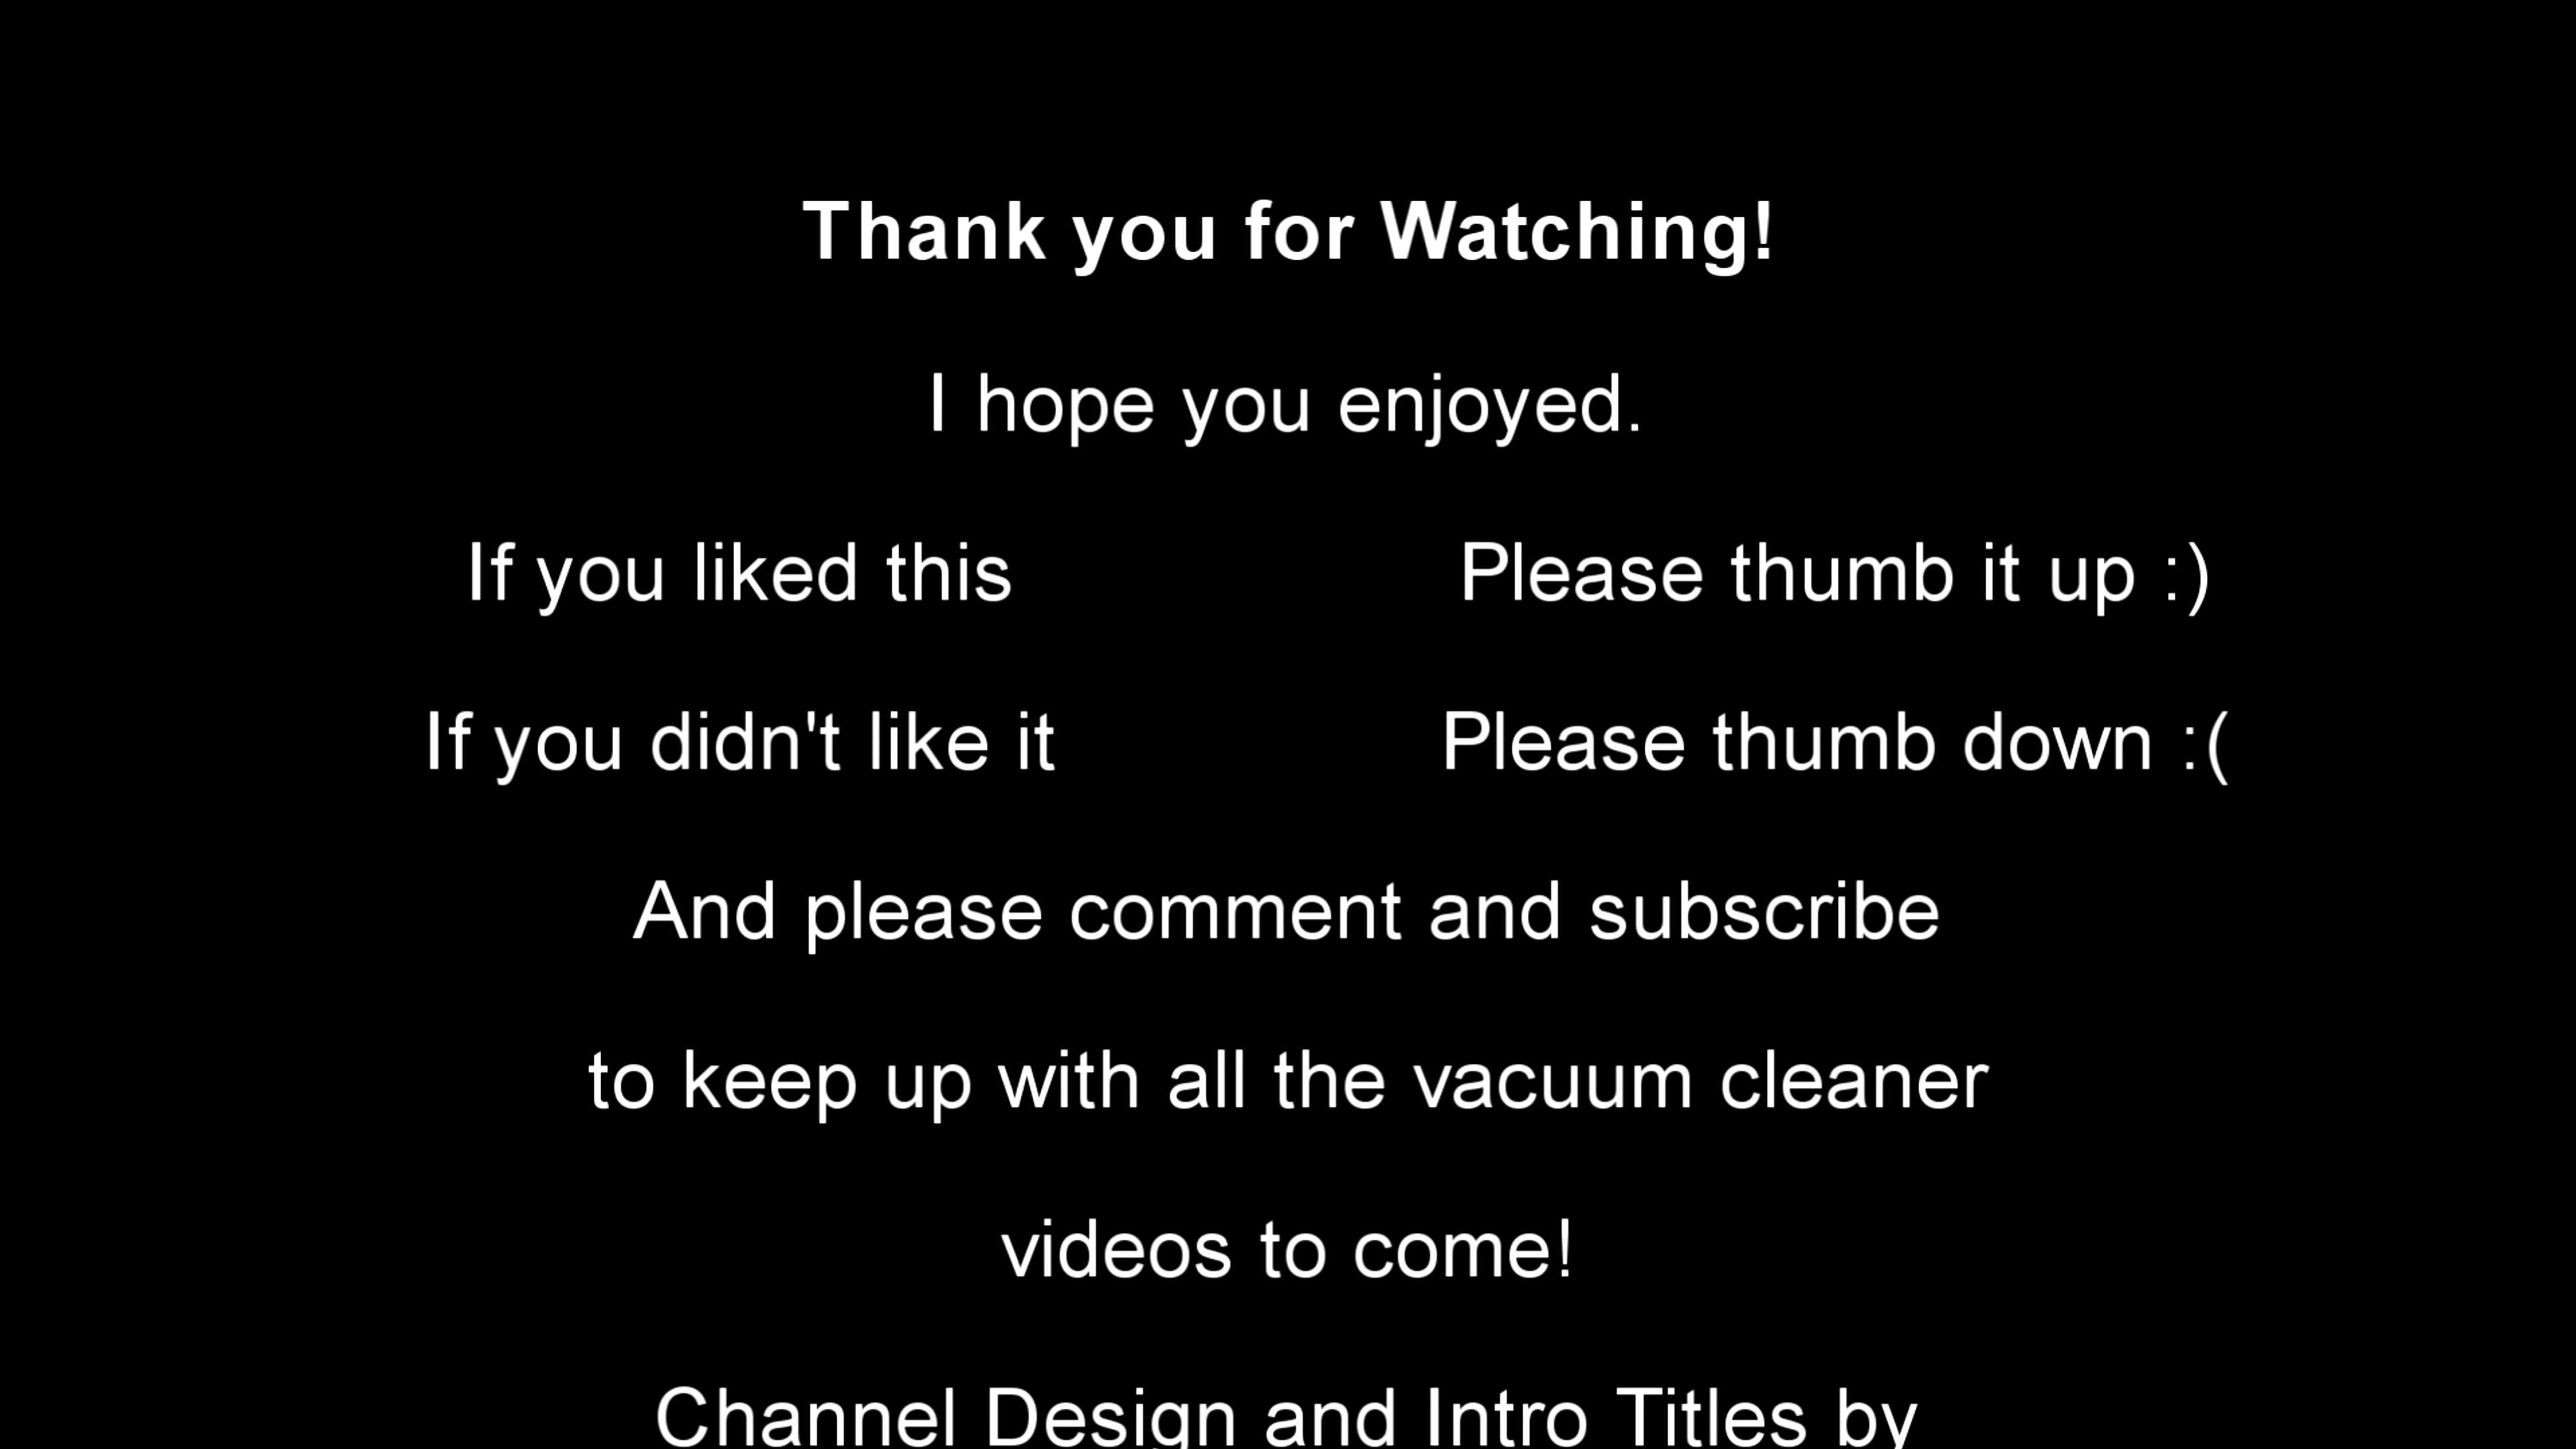 Thank you for Watching!
I hope you enjoyed.
If you liked this Please thumb it up :)
If you didn't like it Please thumb down :(
And please comment and subscribe
to keep up with all the vacuum cleaner
videos to come!
Channel Design and Intro Titles by